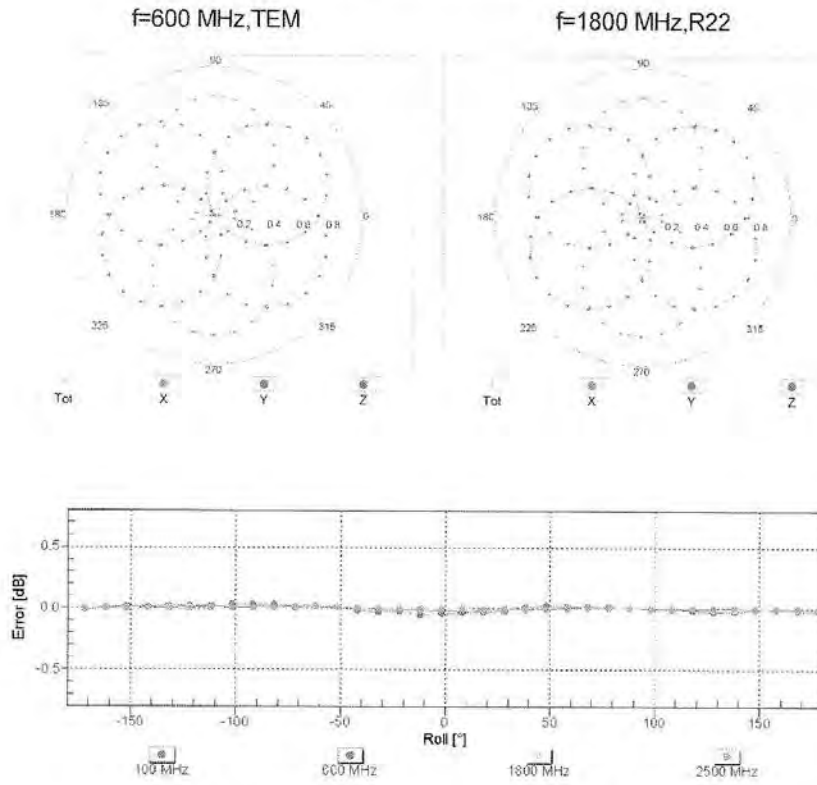 f=600 MHz,TEM
f=1800 MHz,R22
90
135
45
180
0.2 0.4 0.6 0.8
0
225
315
270
Tot X Y Z
90
135
45
180
0.2 0.4 0.6 0.8
0
225
315
270
Tot X Y Z
Error [dB]
0.5
0.0
-0.5
-150 -100 -50 0 50 100 150
Roll [°]
100 MHz
600 MHz
1800 MHz
2500 MHz